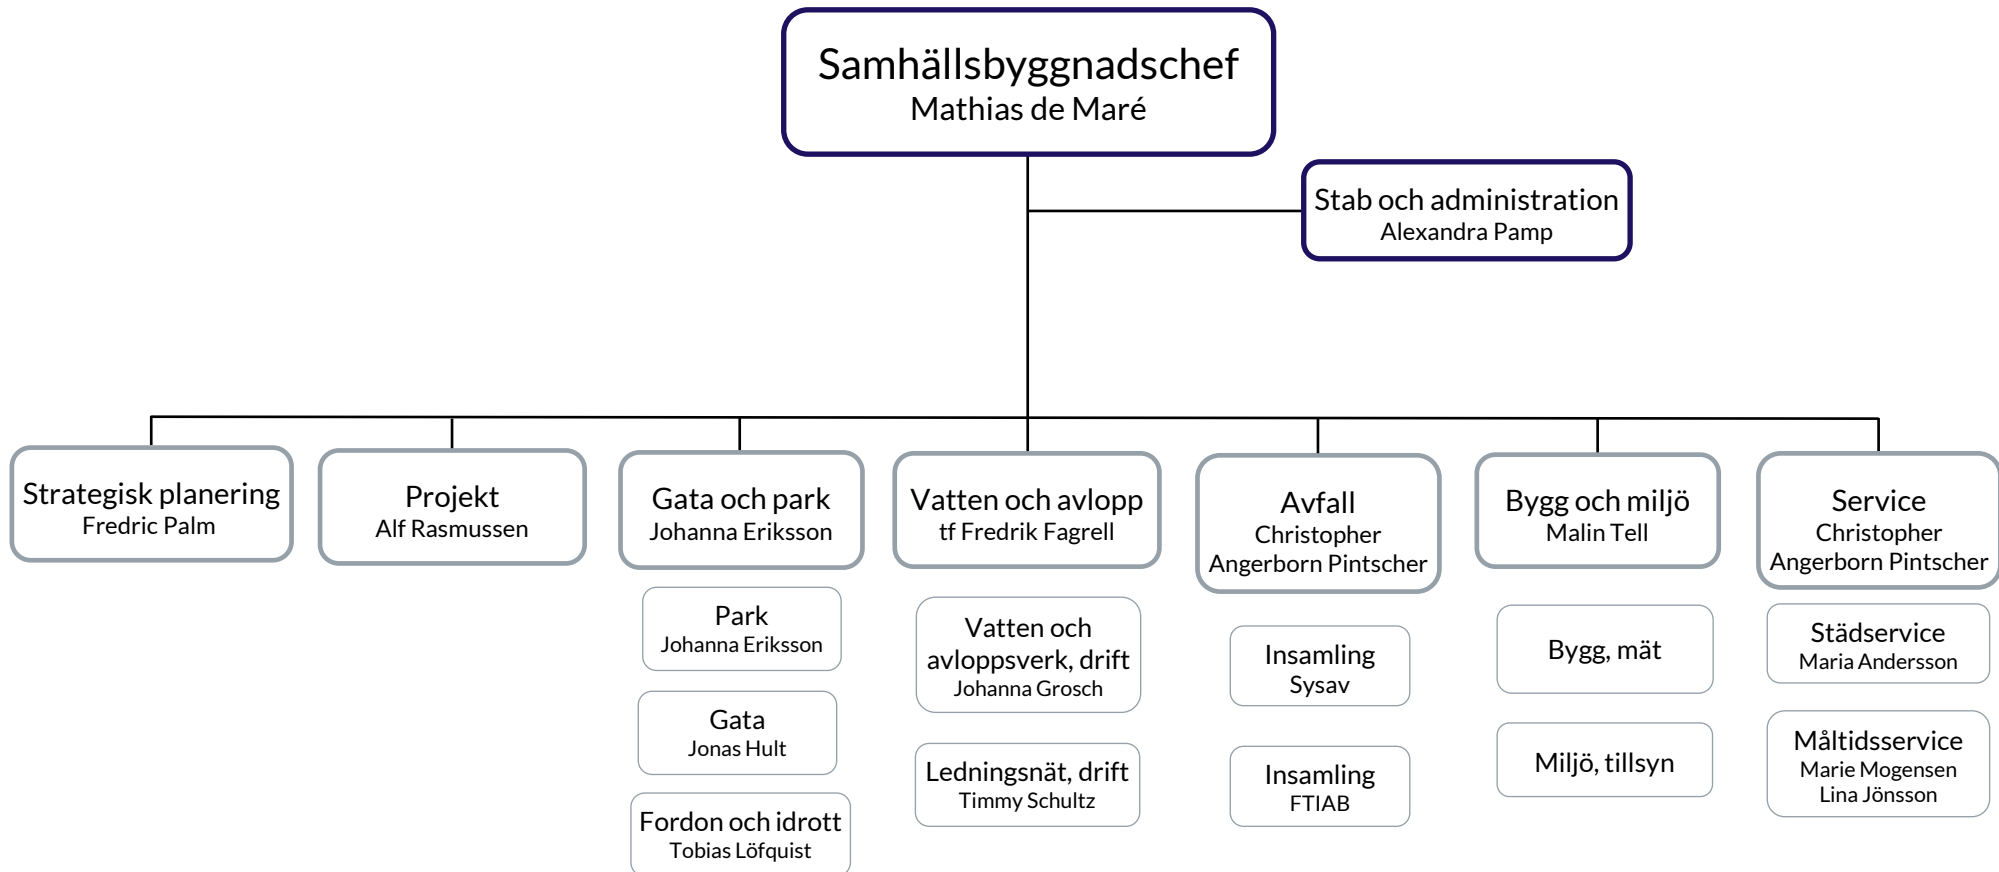 Samhällsbyggnadschef
Mathias de Maré
Stab och administration
Alexandra Pamp
Strategisk planering
Fredric Palm
Projekt
Alf Rasmussen
Gata och park
Johanna Eriksson
Park
Johanna Eriksson
Gata
Jonas Hult
Fordon och idrott
Tobias Löfquist
Vatten och avlopp
tf Fredrik Fagrell
Vatten och
avloppsverk, drift
Johanna Grosch
Ledningsnät, drift
Timmy Schultz
Avfall
Christopher
Angerborn Pintscher
Insamling
Sysav
Insamling
FTIAB
Bygg och miljö
Malin Tell
Bygg, mät
Miljö, tillsyn
Service
Christopher
Angerborn Pintscher
Städservice
Maria Andersson
Måltidsservice
Marie Mogensen
Lina Jönsson